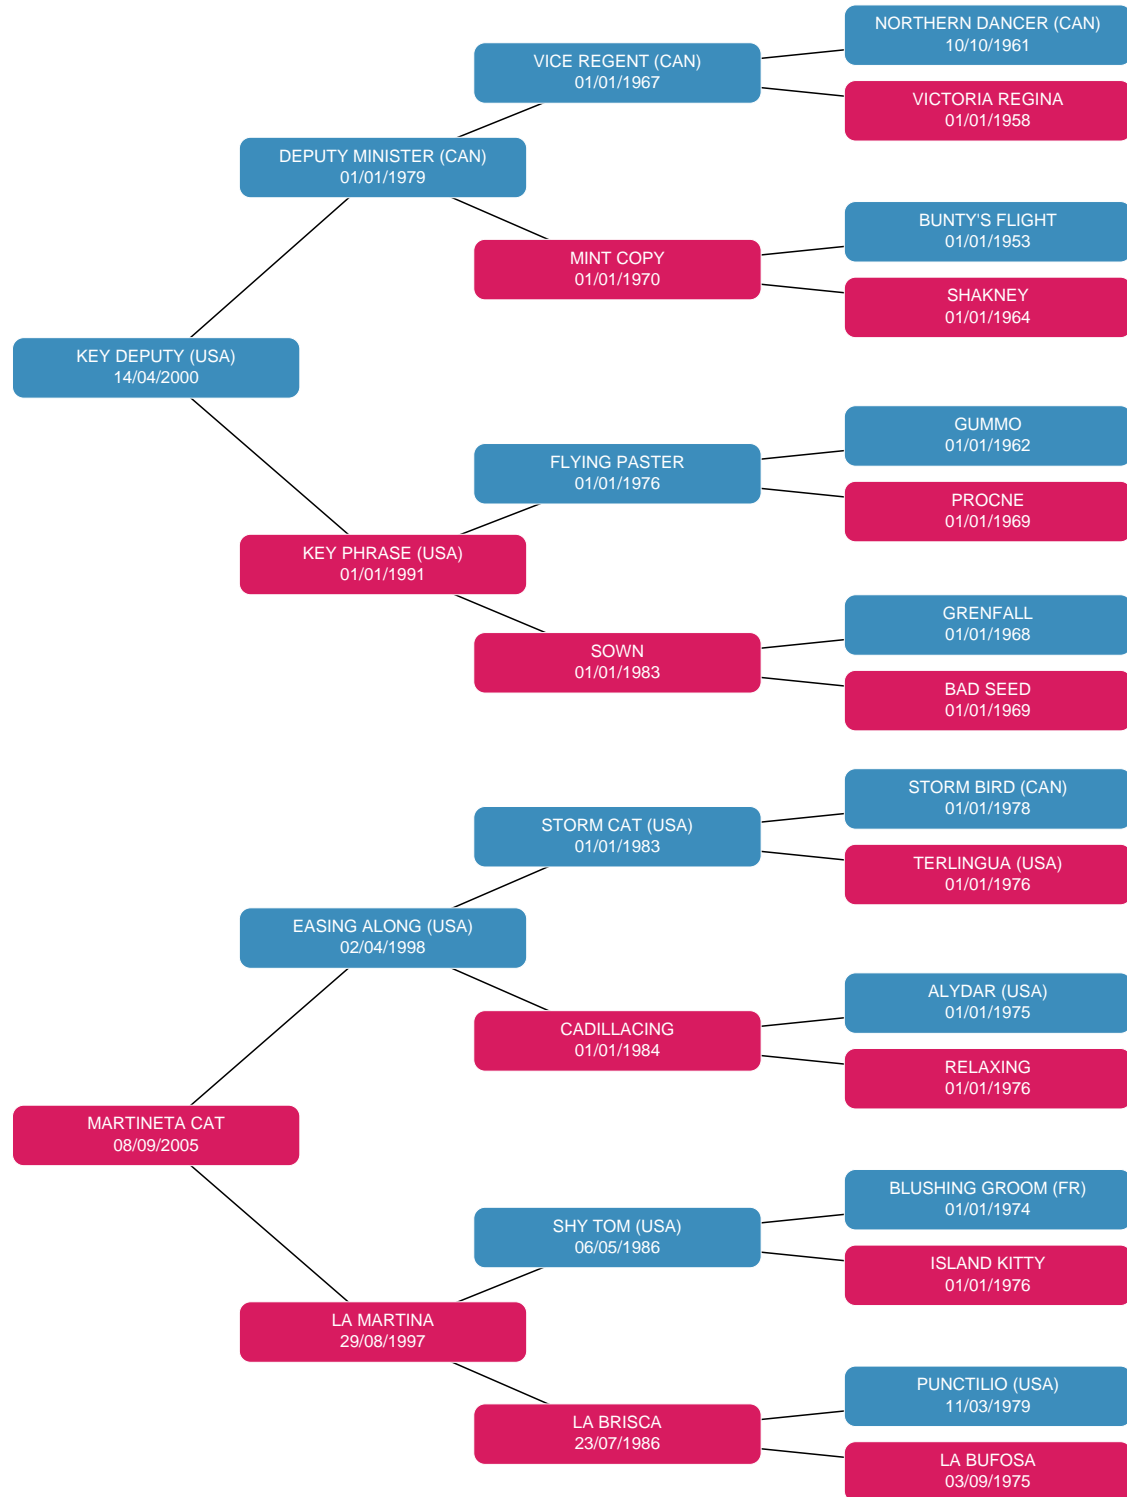 NORTHERN DANCER (CAN)
10/10/1961
VICE REGENT (CAN)
01/01/1967
VICTORIA REGINA
01/01/1958
DEPUTY MINISTER (CAN)
01/01/1979
BUNTY'S FLIGHT
01/01/1953
MINT COPY
01/01/1970
SHAKNEY
01/01/1964
KEY DEPUTY (USA)
14/04/2000
GUMMO
01/01/1962
FLYING PASTER
01/01/1976
PROCNE
01/01/1969
KEY PHRASE (USA)
01/01/1991
GRENFALL
01/01/1968
SOWN
01/01/1983
BAD SEED
01/01/1969
STORM BIRD (CAN)
01/01/1978
STORM CAT (USA)
01/01/1983
TERLINGUA (USA)
01/01/1976
EASING ALONG (USA)
02/04/1998
ALYDAR (USA)
01/01/1975
CADILLACING
01/01/1984
RELAXING
01/01/1976
MARTINETA CAT
08/09/2005
BLUSHING GROOM (FR)
01/01/1974
SHY TOM (USA)
06/05/1986
ISLAND KITTY
01/01/1976
LA MARTINA
29/08/1997
PUNCTILIO (USA)
11/03/1979
LA BRISCA
23/07/1986
LA BUFOSA
03/09/1975